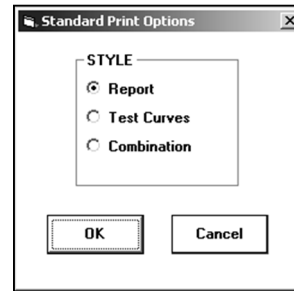 Standard Print Options
STYLE
Report
Test Curves
Combination
OK Cancel